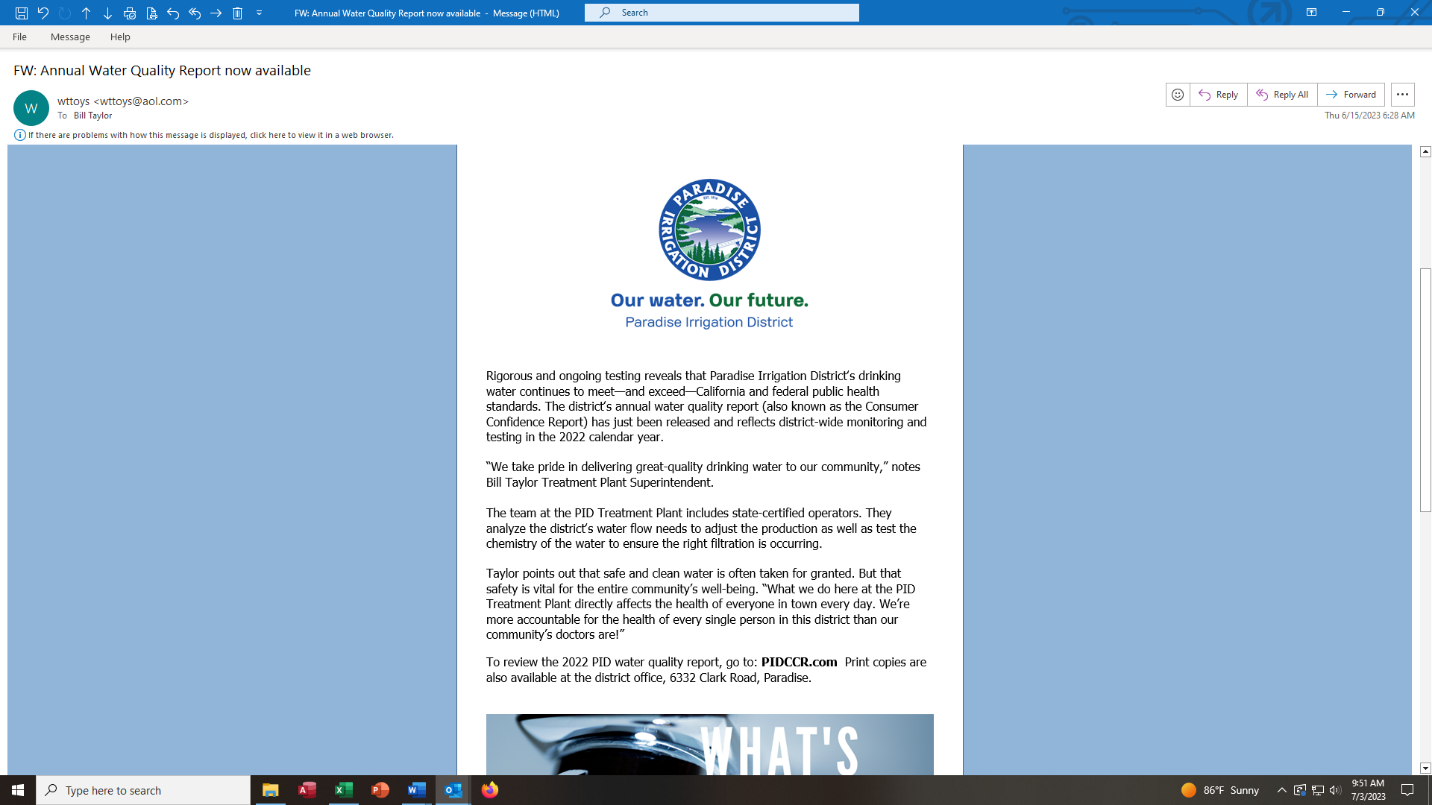 FW: Annual Water Quality Report now available - Message (HTML)
Search
File Message Help
FW: Annual Water Quality Report now available
W
wttoys <wttoys@aol.com>
To Bill Taylor
Reply Reply All Forward
Thu 6/15/2023 6:28 AM
If there are problems with how this message is displayed, click here to view it in a web browser.
PARADISE
IRRIGATION DISTRICT
Our water. Our future.
Paradise Irrigation District
Rigorous and ongoing testing reveals that Paradise Irrigation District's drinking
water continues to meet—and exceed—California and federal public health
standards. The district's annual water quality report (also known as the Consumer
Confidence Report) has just been released and reflects district-wide monitoring and
testing in the 2022 calendar year.
"We take pride in delivering great-quality drinking water to our community," notes
Bill Taylor Treatment Plant Superintendent.
The team at the PID Treatment Plant includes state-certified operators. They
analyze the district's water flow needs to adjust the production as well as test the
chemistry of the water to ensure the right filtration is occurring.
Taylor points out that safe and clean water is often taken for granted. But that
safety is vital for the entire community's well-being. "What we do here at the PID
Treatment Plant directly affects the health of everyone in town every day. We're
more accountable for the health of every single person in this district than our
community's doctors are!"
To review the 2022 PID water quality report, go to: PIDCCR.com Print copies are
also available at the district office, 6332 Clark Road, Paradise.
WHAT'S
Type here to search
86°F Sunny
9:51 AM
7/3/2023